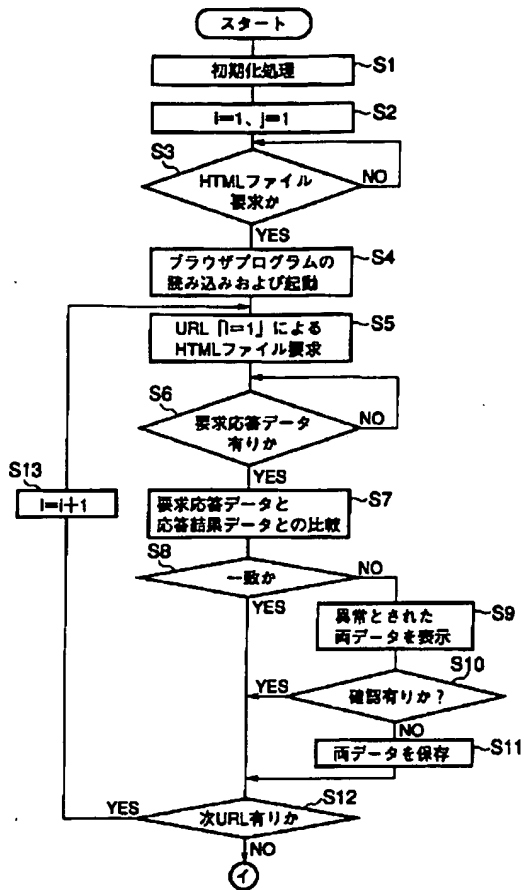 スタート
初期化処理
S1
i=1、j=1
S2
S3
HTMLファイル
要求か
NO
YES
ブラウザプログラムの
読み込みおよび起動
S4
URL「i=1」による
HTMLファイル要求
S5
S6
要求応答データ
有りか
NO
YES
S13
i=i+1
要求応答データと
応答結果データとの比較
S7
S8
一致か
NO
YES
異常とされた
両データを表示
S9
S10
確認有りか?
YES
NO
両データを保存
S11
S12
次URL有りか
YES
NO
イ